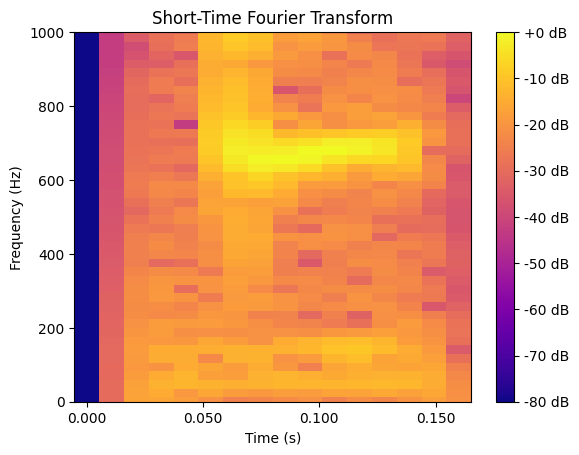 Short-Time Fourier Transform
1000
800
600
400
200
0
Frequency (Hz)
0.000
0.050
0.100
0.150
Time (s)
+0 dB
-10 dB
-20 dB
-30 dB
-40 dB
-50 dB
-60 dB
-70 dB
-80 dB